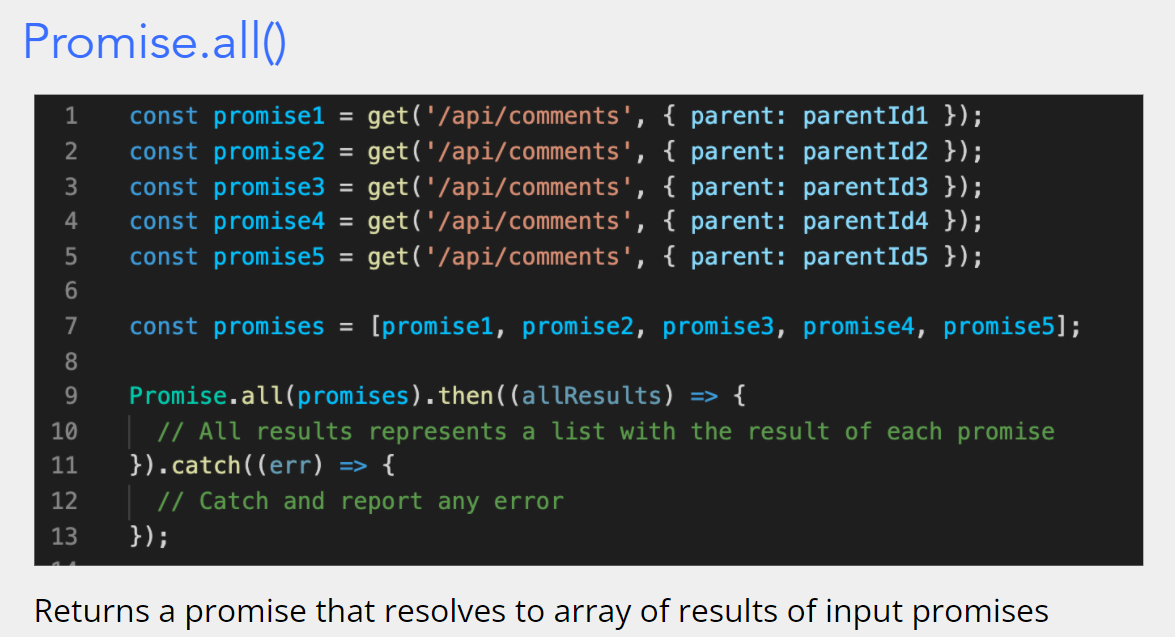 Promise.all()
1 const promise1 = get('/api/comments', { parent: parentId1 });
2 const promise2 = get('/api/comments', { parent: parentId2 });
3 const promise3 = get('/api/comments', { parent: parentId3 });
4 const promise4 = get('/api/comments', { parent: parentId4 });
5 const promise5 = get('/api/comments', { parent: parentId5 });
6
7 const promises = [promise1, promise2, promise3, promise4, promise5];
8
9 Promise.all(promises).then((allResults) => {
10   // All results represents a list with the result of each promise
11 }).catch((err) => {
12   // Catch and report any error
13 });
Returns a promise that resolves to array of results of input promises